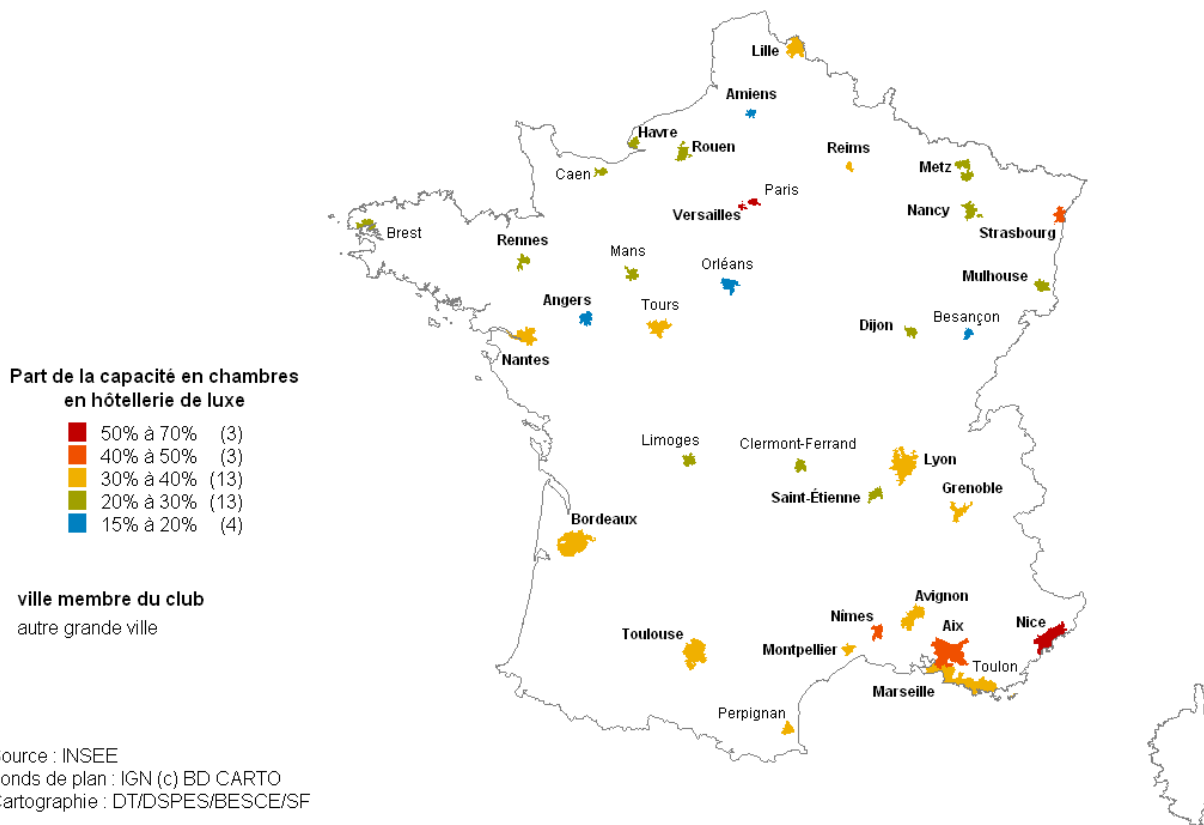 Lille
Amiens
Havre
Rouen
Reims
Metz
Caen
Paris
Versailles
Nancy
Strasbourg
Brest
Rennes
Mans
Orléans
Mulhouse
Angers
Tours
Dijon
Besançon
Nantes
Part de la capacité en chambres
en hôtellerie de luxe
50% à 70% (3)
40% à 50% (3)
30% à 40% (13)
20% à 30% (13)
15% à 20% (4)
Limoges
Clermont-Ferrand
Lyon
Saint-Étienne
Grenoble
Bordeaux
ville membre du club
autre grande ville
Avignon
Nîmes
Aix
Nice
Toulouse
Montpellier
Toulon
Marseille
Perpignan
Source : INSEE
onds de plan : IGN (c) BD CARTO
Cartographie : DT/DSPES/BESCE/SF